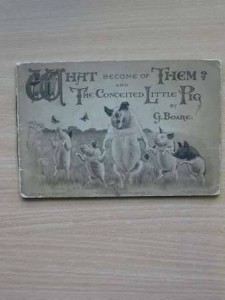 WHAT BECOME OF THEM?
AND
THE CONCEITED LITTLE PIG
BY
G. BOARE.